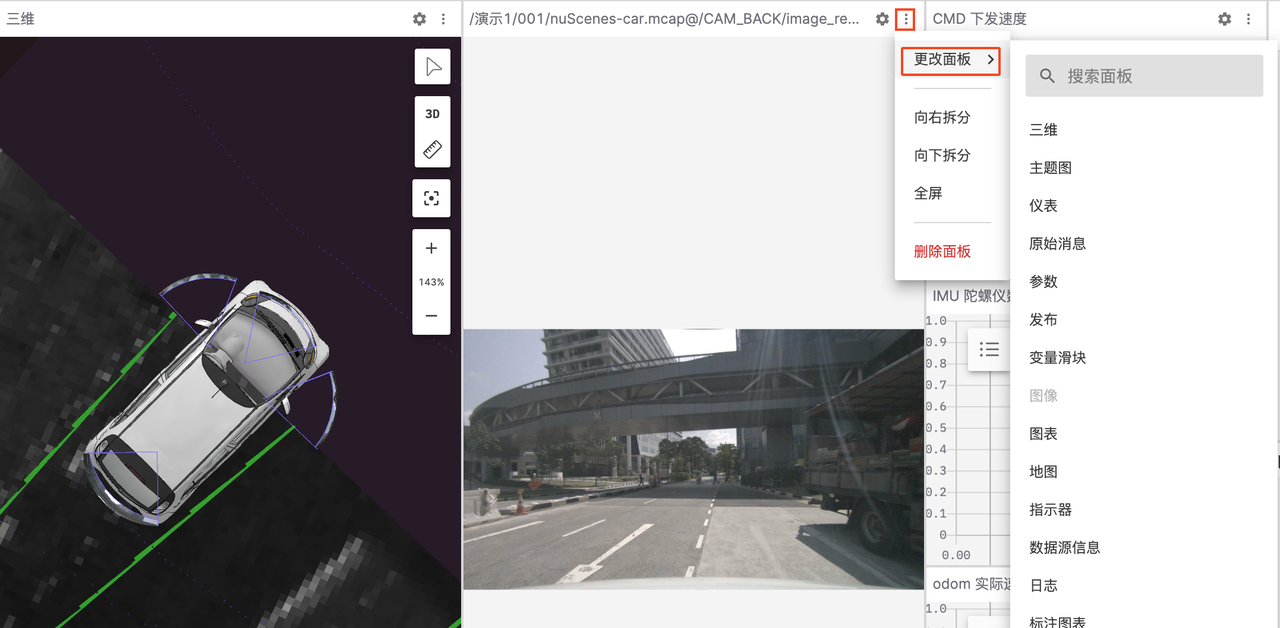 三维
/演示1/001/nuScenes-car.mcap@/CAM_BACK/image_re...
CMD 下发速度
3D
143%
更改面板
向右拆分
向下拆分
全屏
删除面板
搜索面板
三维
主题图
仪表
原始消息
参数
发布
变量滑块
图像
图表
地图
指示器
数据源信息
日志
标注图表
IMU 陀螺仪数
1.0
0.9
0.8
0.7
0.6
0.5
0.4
0.3
0.2
0.1
0
0.00
odom 实际速
1.0